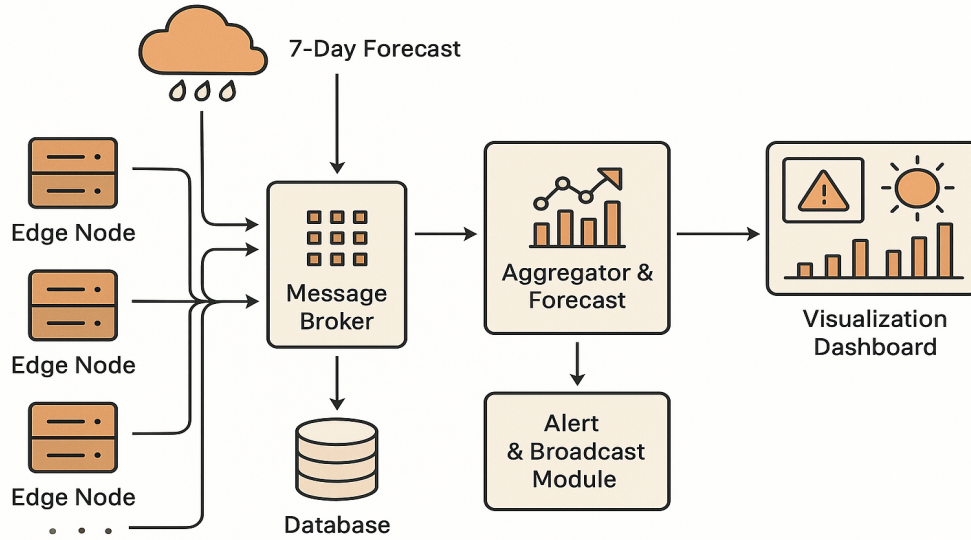 7-Day Forecast
Edge Node
Edge Node
Edge Node
. . .
Message
Broker
Database
Aggregator &
Forecast
Alert
& Broadcast
Module
Visualization
Dashboard